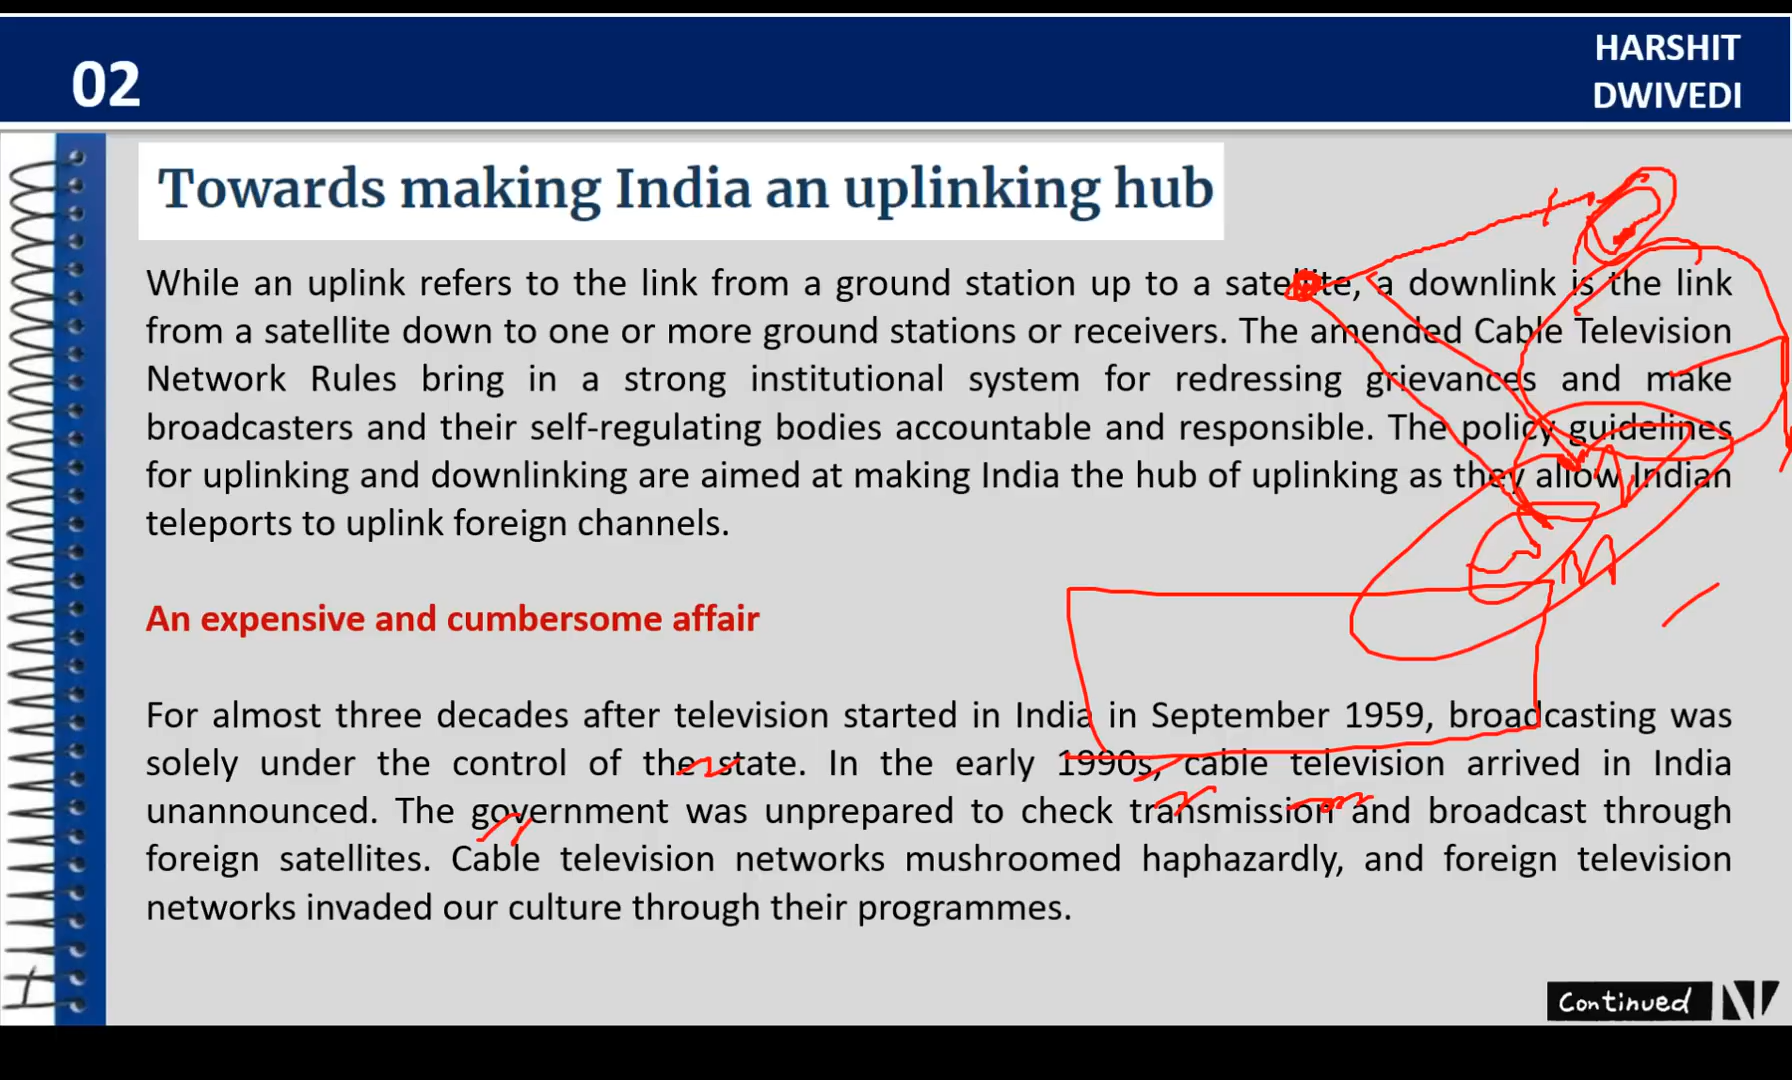 02
HARSHIT
DWIVEDI
Towards making India an uplinking hub
While an uplink refers to the link from a ground station up to a satellite, a downlink is the link
from a satellite down to one or more ground stations or receivers. The amended Cable Television
Network Rules bring in a strong institutional system for redressing grievances and make
broadcasters and their self-regulating bodies accountable and responsible. The policy guidelines
for uplinking and downlinking are aimed at making India the hub of uplinking as they allow Indian
teleports to uplink foreign channels.
An expensive and cumbersome affair
For almost three decades after television started in India in September 1959, broadcasting was
solely under the control of the state. In the early 1990s, cable television arrived in India
unannounced. The government was unprepared to check transmission and broadcast through
foreign satellites. Cable television networks mushroomed haphazardly, and foreign television
networks invaded our culture through their programmes.
Continued